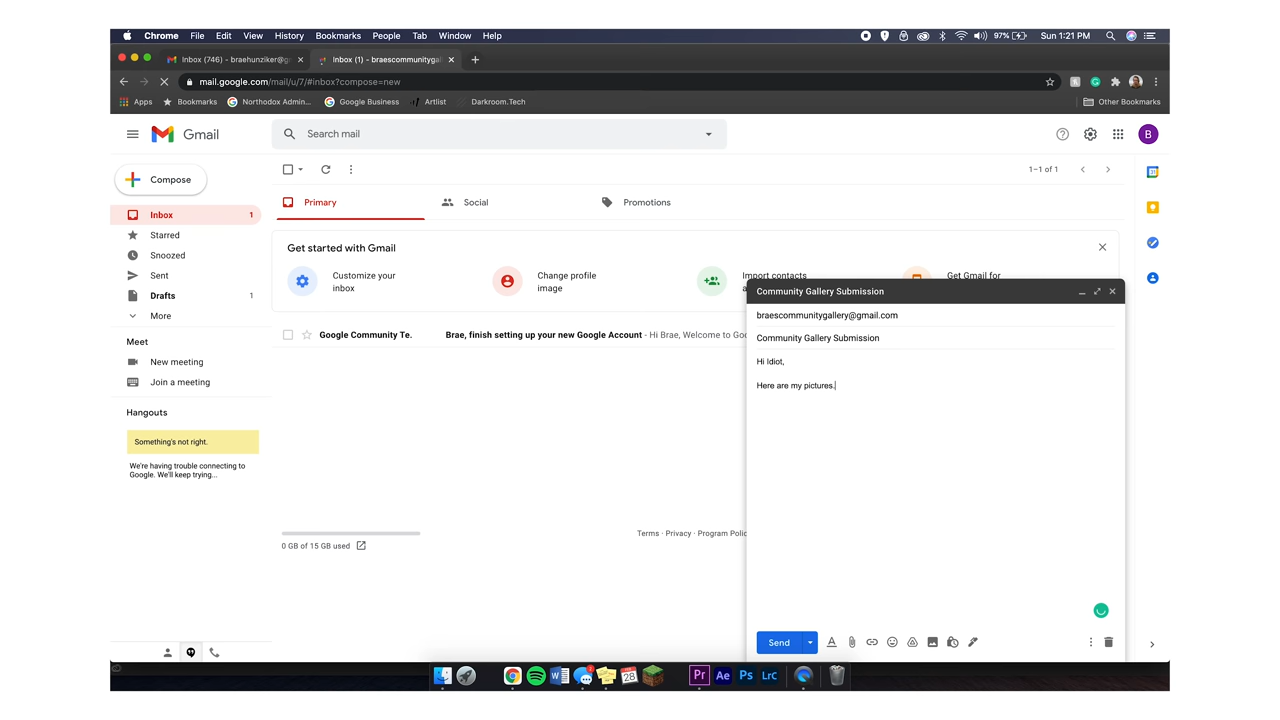 Chrome File Edit View History Bookmarks People Tab Window Help 97% Sun 1:21 PM
Inbox (746) - braehunziker@g Inbox (1) - braescommunitygal
mail.google.com/mail/u/7/#inbox?compose=new
Apps Bookmarks Northodox Admin... Google Business Artlist Darkroom.Tech Other Bookmarks
Gmail Search mail B
Compose 1–1 of 1
Primary Social Promotions
Inbox 1
Starred
Snoozed
Sent
Drafts 1
More
Get started with Gmail
Customize your inbox
Change profile image
Import contacts
Get Gmail for
Google Community Te. Brae, finish setting up your new Google Account - Hi Brae, Welcome to Goo
Meet
New meeting
Join a meeting
Hangouts
Something's not right.
We're having trouble connecting to
Google. We'll keep trying...
0 GB of 15 GB used
Terms · Privacy · Program Polic
Community Gallery Submission
braescommunitygallery@gmail.com
Community Gallery Submission
Hi Idiot,
Here are my pictures.
Send
28 Pr Ae Ps Lrc